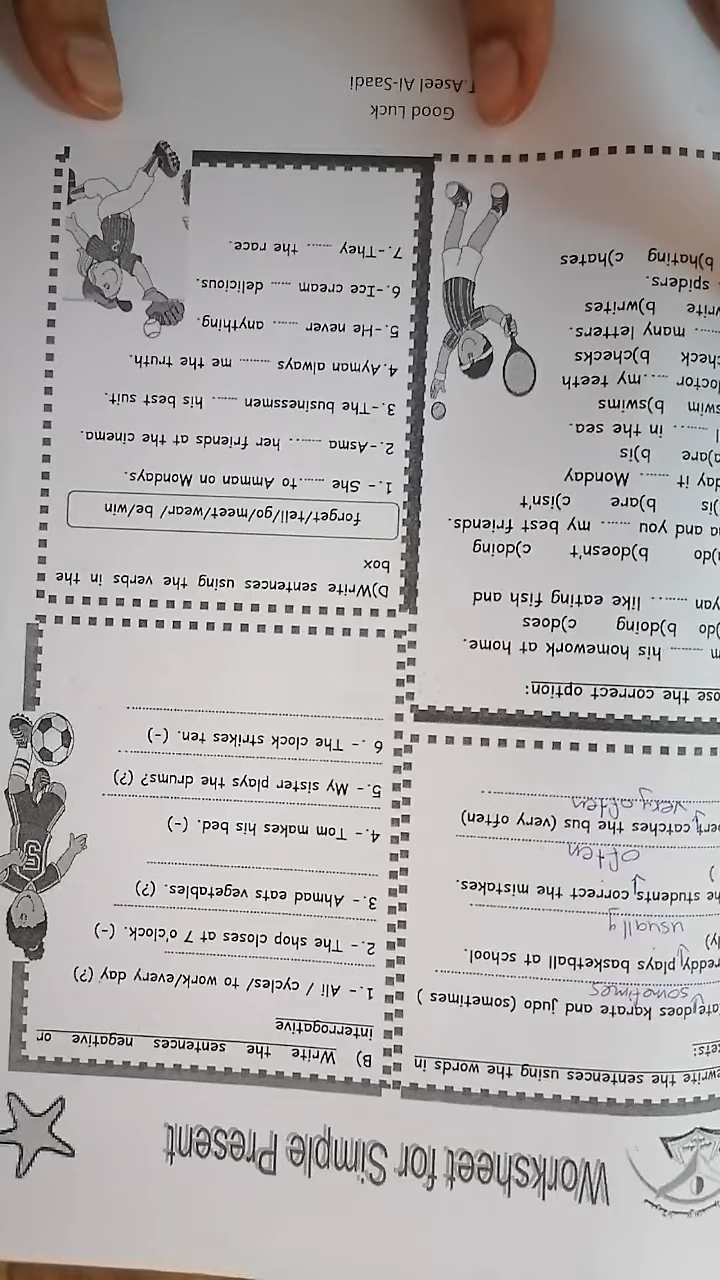 Worksheet for Simple Present
ewrite the sentences using the words in
kets:
ate does karate and judo (sometimes )
sometimes
reddy plays basketball at school.
ly)
usually
he students correct the mistakes.
)
often
pert catches the bus (very often)
very often
B) Write the sentences negative or
interrogative
1.- Ali / cycles/ to work/every day (?)
2.- The shop closes at 7 o'clock. (-)
3.- Ahmad eats vegetables. (?)
4.- Tom makes his bed. (-)
5.- My sister plays the drums? (?)
6 .- The clock strikes ten. (-)
ose the correct option:
m ........ his homework at home.
)do b)doing c)does
yan ....... like eating fish and
)do b)doesn't c)doing
a and you ...... my best friends.
)is b)are c)isn't
day it ...... Monday
a)are b)is
I ....... in the sea.
swim b)swims
doctor .....my teeth
check b)checks
..... many letters.
write b)writes
. spiders.
b)hating c)hates
D)Write sentences using the verbs in the
box
forget/tell/go/meet/wear/ be/win
1.- She ......to Amman on Mondays.
2.-Asma ....... her friends at the cinema.
3.-The businessmen ...... his best suit.
4.Ayman always ........ me the truth.
5.-He never ...... anything.
6.-Ice cream ..... delicious.
7.-They ...... the race.
Good Luck
T.Aseel Al-Saadi